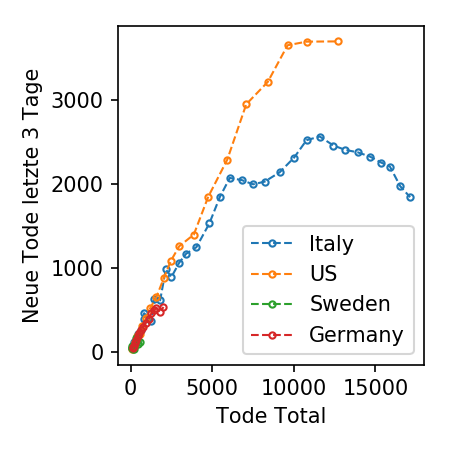 Neue Tode letzte 3 Tage
3000
2000
1000
0
Italy
US
Sweden
Germany
0
5000
10000
15000
Tode Total